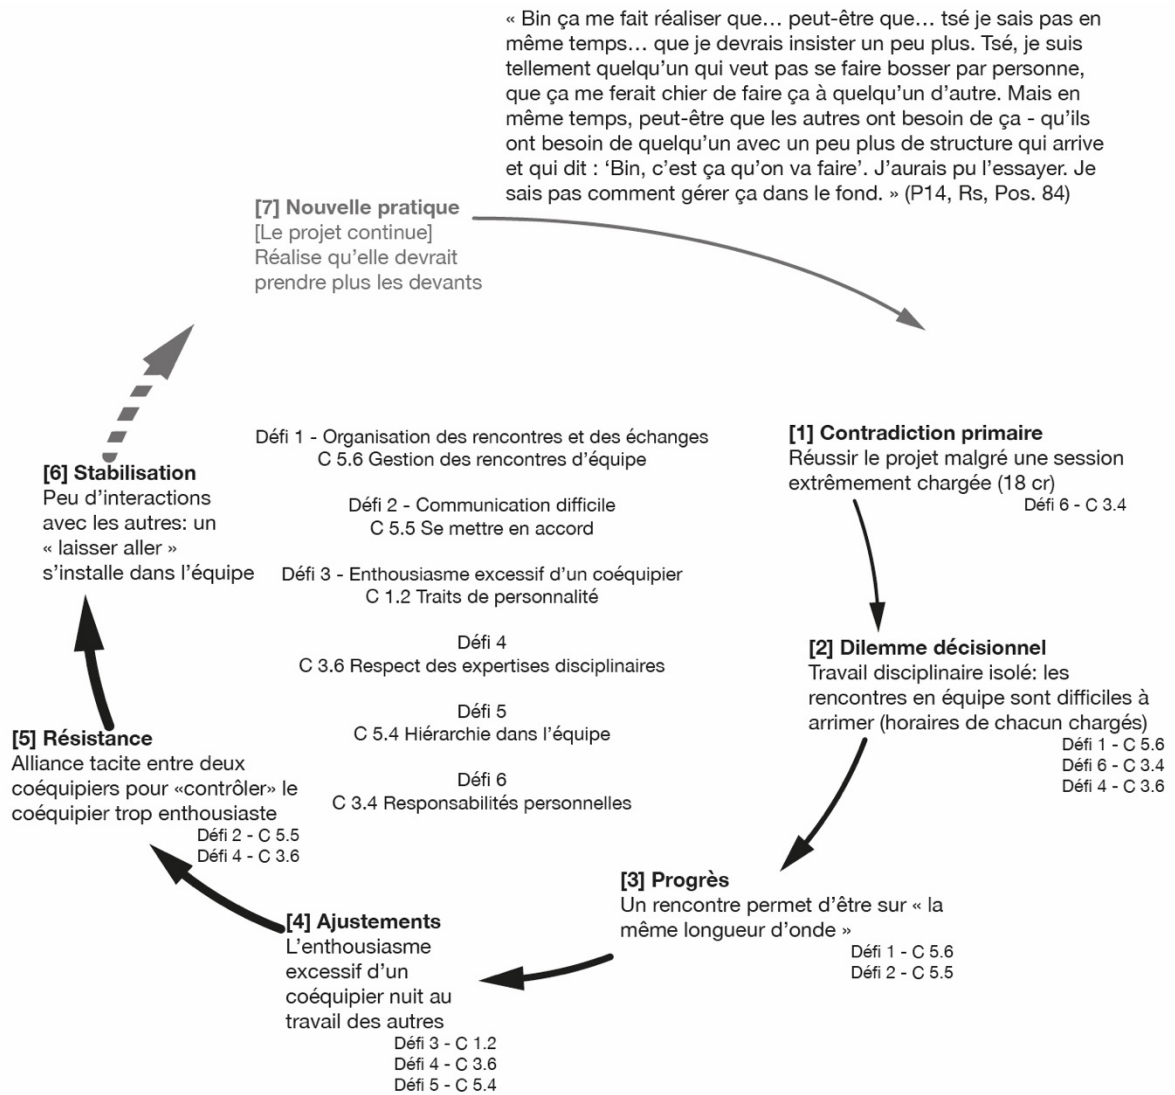 « Bin ça me fait réaliser que… peut-être que… tsé je sais pas en
même temps… que je devrais insister un peu plus. Tsé, je suis
tellement quelqu’un qui veut pas se faire bosser par personne,
que ça me ferait chier de faire ça à quelqu’un d’autre. Mais en
même temps, peut-être que les autres ont besoin de ça - qu’ils
ont besoin de quelqu’un avec un peu plus de structure qui arrive
et qui dit : ‘Bin, c’est ça qu’on va faire’. J’aurais pu l’essayer. Je
sais pas comment gérer ça dans le fond. » (P14, Rs, Pos. 84)
[7] Nouvelle pratique
[Le projet continue]
Réalise qu’elle devrait
prendre plus les devants
[1] Contradiction primaire
Réussir le projet malgré une session
extrêmement chargée (18 cr)
Défi 6 - C 3.4
[2] Dilemme décisionnel
Travail disciplinaire isolé: les
rencontres en équipe sont difficiles à
arrimer (horaires de chacun chargés)
Défi 1 - C 5.6
Défi 6 - C 3.4
Défi 4 - C 3.6
[3] Progrès
Un rencontre permet d’être sur « la
même longueur d’onde »
Défi 1 - C 5.6
Défi 2 - C 5.5
[4] Ajustements
L’enthousiasme
excessif d’un
coéquipier nuit au
travail des autres
Défi 3 - C 1.2
Défi 4 - C 3.6
Défi 5 - C 5.4
[5] Résistance
Alliance tacite entre deux
coéquipiers pour «contrôler» le
coéquipier trop enthousiaste
Défi 2 - C 5.5
Défi 4 - C 3.6
[6] Stabilisation
Peu d’interactions
avec les autres: un
« laisser aller »
s’installe dans l’équipe
Défi 1 - Organisation des rencontres et des échanges
C 5.6 Gestion des rencontres d’équipe
Défi 2 - Communication difficile
C 5.5 Se mettre en accord
Défi 3 - Enthousiasme excessif d’un coéquipier
C 1.2 Traits de personnalité
Défi 4
C 3.6 Respect des expertises disciplinaires
Défi 5
C 5.4 Hiérarchie dans l’équipe
Défi 6
C 3.4 Responsabilités personnelles